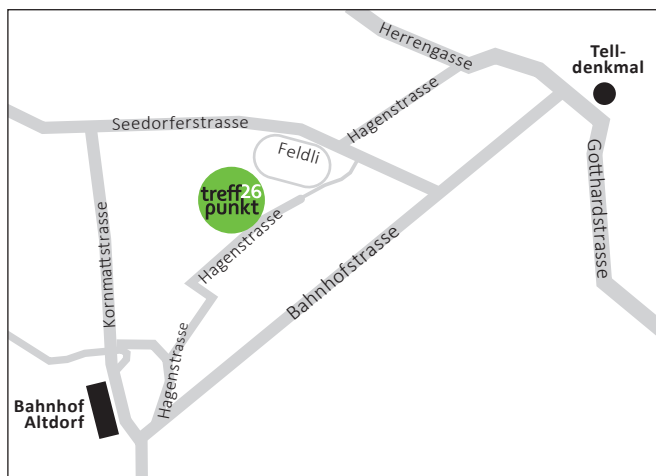 Herrengasse
Tell-
denkmal
Hagenstrasse
Seedorferstrasse
Feldli
treff26
punkt
Gotthardstrasse
Hagenstrasse
Kornmattstrasse
Bahnhofstrasse
Hagenstrasse
Bahnhof
Altdorf